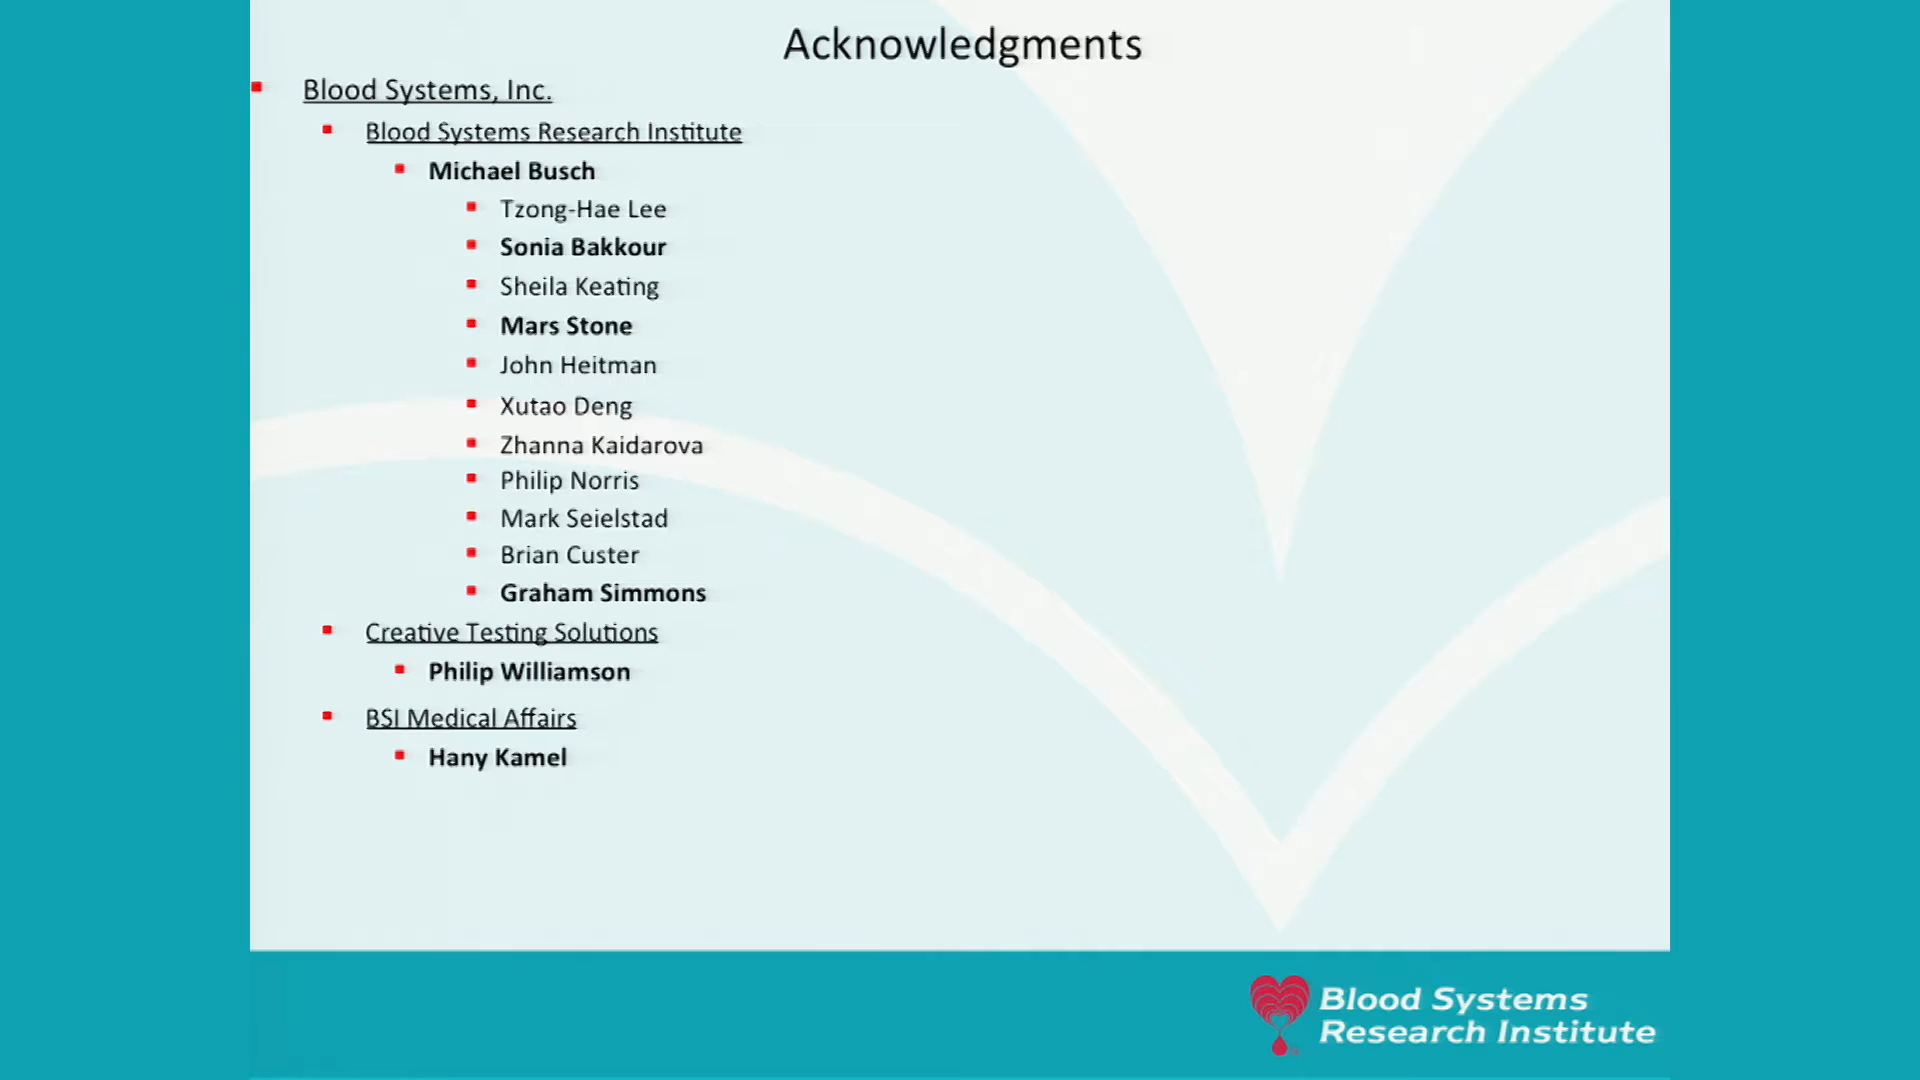 Acknowledgments
Blood Systems, Inc.
Blood Systems Research Institute
Michael Busch
Tzong-Hae Lee
Sonia Bakkour
Sheila Keating
Mars Stone
John Heitman
Xutao Deng
Zhanna Kaidarova
Philip Norris
Mark Seielstad
Brian Custer
Graham Simmons
Creative Testing Solutions
Philip Williamson
BSI Medical Affairs
Hany Kamel
Blood Systems
Research Institute